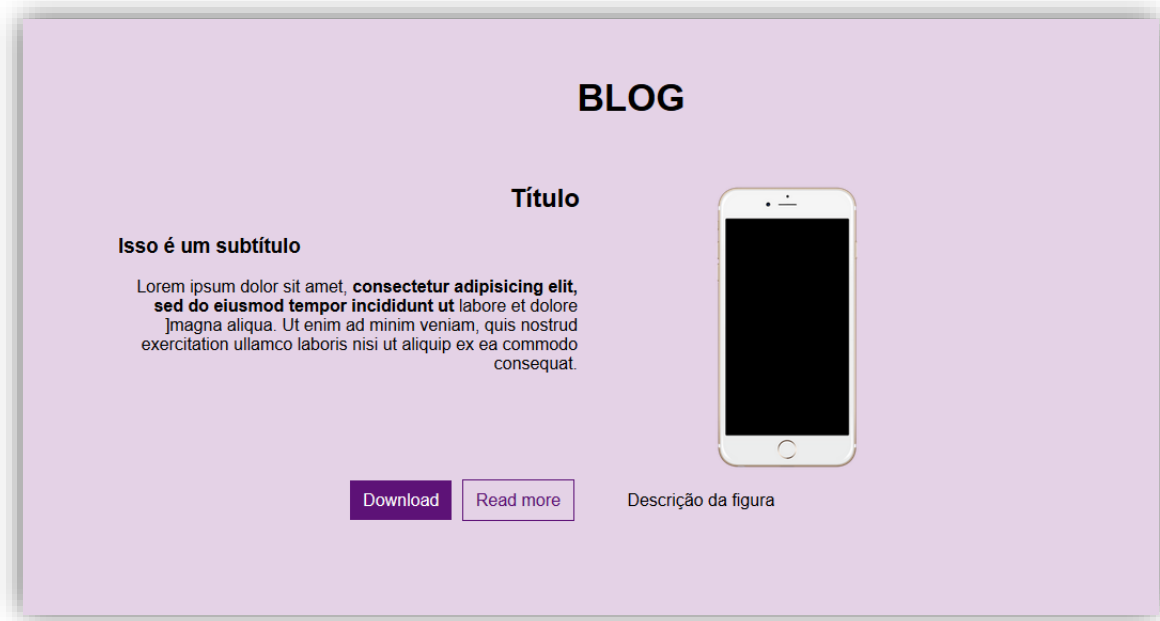 BLOG
Título
Isso é um subtítulo
Lorem ipsum dolor sit amet, consectetur adipisicing elit,
sed do eiusmod tempor incididunt ut labore et dolore
]magna aliqua. Ut enim ad minim veniam, quis nostrud
exercitation ullamco laboris nisi ut aliquip ex ea commodo
consequat.
Download Read more Descrição da figura